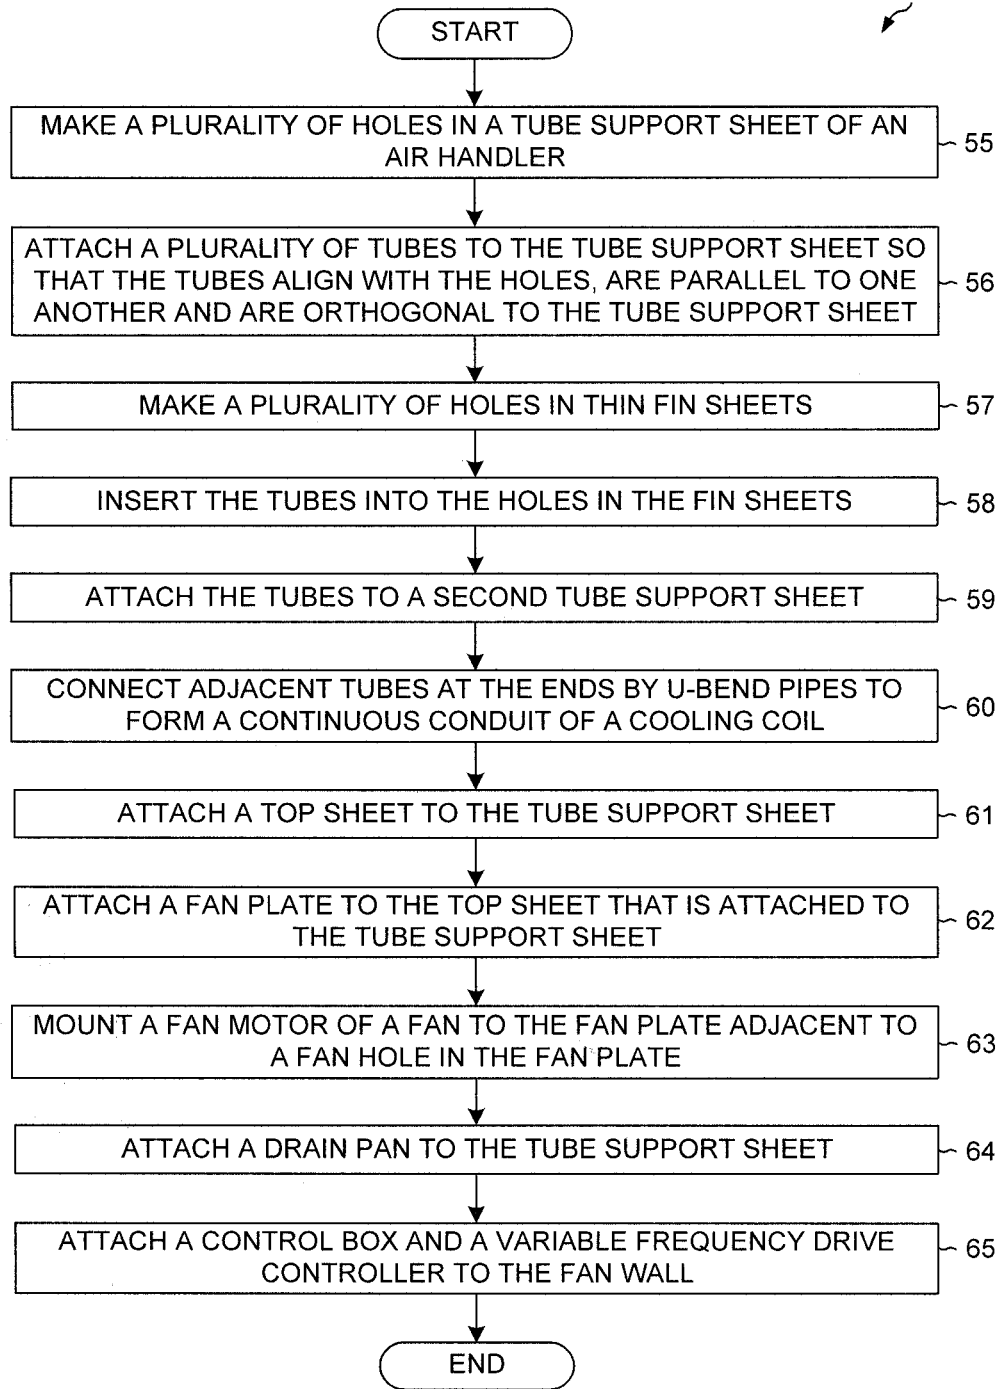 START
MAKE A PLURALITY OF HOLES IN A TUBE SUPPORT SHEET OF AN
AIR HANDLER
55
ATTACH A PLURALITY OF TUBES TO THE TUBE SUPPORT SHEET SO
THAT THE TUBES ALIGN WITH THE HOLES, ARE PARALLEL TO ONE
ANOTHER AND ARE ORTHOGONAL TO THE TUBE SUPPORT SHEET
56
MAKE A PLURALITY OF HOLES IN THIN FIN SHEETS
57
INSERT THE TUBES INTO THE HOLES IN THE FIN SHEETS
58
ATTACH THE TUBES TO A SECOND TUBE SUPPORT SHEET
59
CONNECT ADJACENT TUBES AT THE ENDS BY U-BEND PIPES TO
FORM A CONTINUOUS CONDUIT OF A COOLING COIL
60
ATTACH A TOP SHEET TO THE TUBE SUPPORT SHEET
61
ATTACH A FAN PLATE TO THE TOP SHEET THAT IS ATTACHED TO
THE TUBE SUPPORT SHEET
62
MOUNT A FAN MOTOR OF A FAN TO THE FAN PLATE ADJACENT TO
A FAN HOLE IN THE FAN PLATE
63
ATTACH A DRAIN PAN TO THE TUBE SUPPORT SHEET
64
ATTACH A CONTROL BOX AND A VARIABLE FREQUENCY DRIVE
CONTROLLER TO THE FAN WALL
65
END